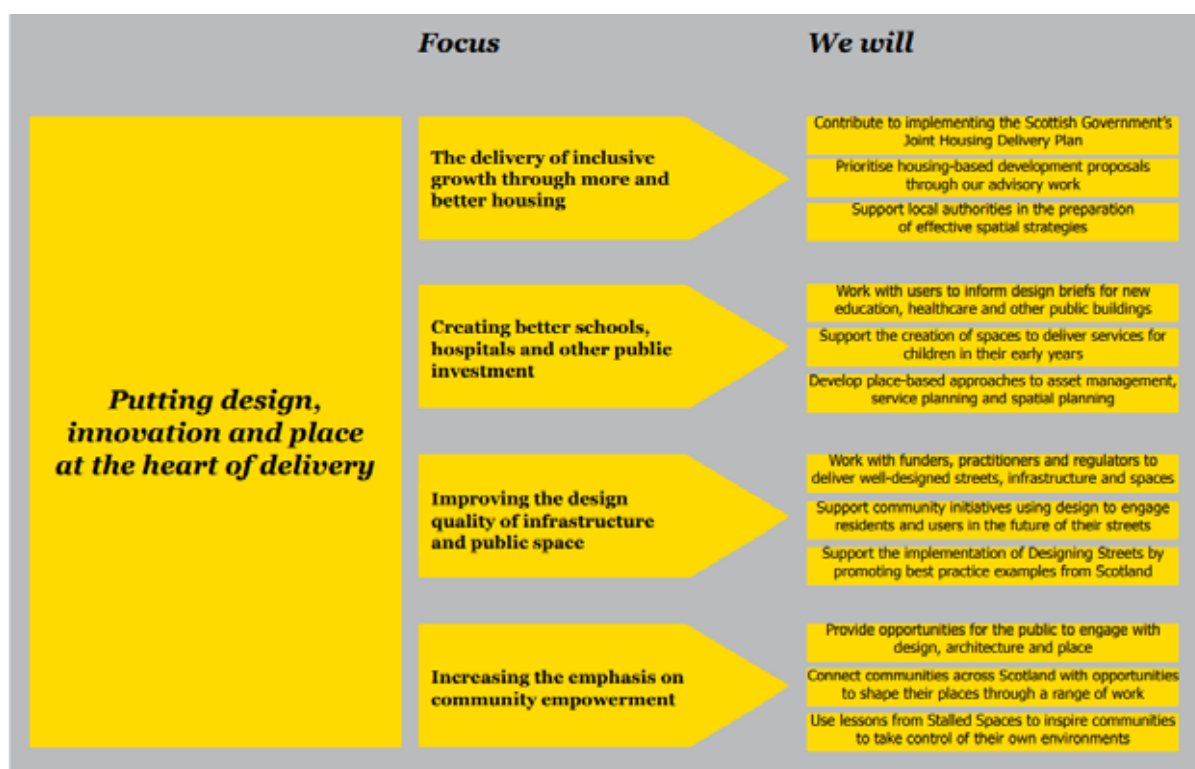 Focus
We will
Putting design,
innovation and place
at the heart of delivery
The delivery of inclusive
growth through more and
better housing
Contribute to implementing the Scottish Government's
Joint Housing Delivery Plan
Prioritise housing-based development proposals
through our advisory work
Support local authorities in the preparation
of effective spatial strategies
Creating better schools,
hospitals and other public
investment
Work with users to inform design briefs for new
education, healthcare and other public buildings
Support the creation of spaces to deliver services for
children in their early years
Develop place-based approaches to asset management,
service planning and spatial planning
Improving the design
quality of infrastructure
and public space
Work with funders, practitioners and regulators to
deliver well-designed streets, infrastructure and spaces
Support community initiatives using design to engage
residents and users in the future of their streets
Support the implementation of Designing Streets by
promoting best practice examples from Scotland
Increasing the emphasis on
community empowerment
Provide opportunities for the public to engage with
design, architecture and place
Connect communities across Scotland with opportunities
to shape their places through a range of work
Use lessons from Stalled Spaces to inspire communities
to take control of their own environments